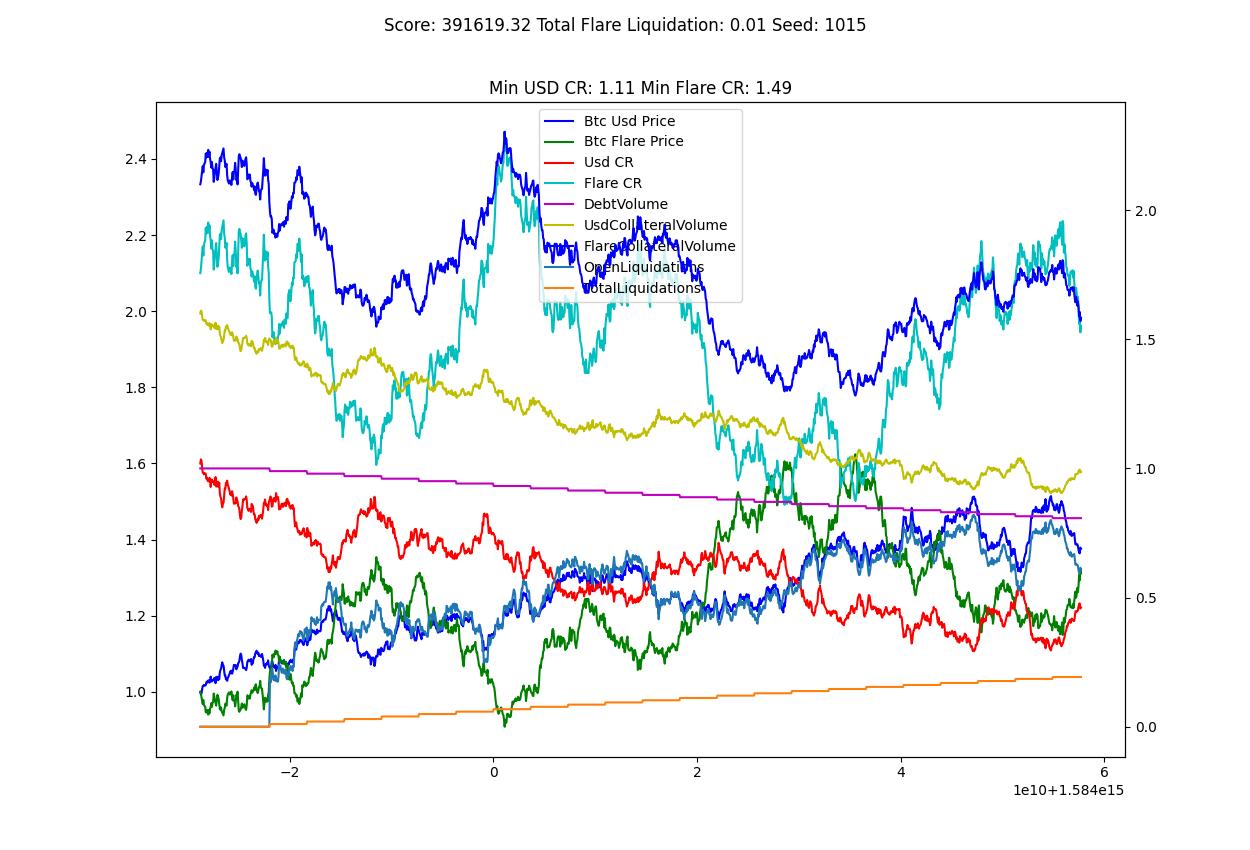 Score: 391619.32 Total Flare Liquidation: 0.01 Seed: 1015
Min USD CR: 1.11 Min Flare CR: 1.49
Btc Usd Price
Btc Flare Price
Usd CR
Flare CR
DebtVolume
UsdCollateralVolume
FlareCollateralVolume
OpenLiquidations
TotalLiquidations
2.4
2.2
2.0
1.8
1.6
1.4
1.2
1.0
2.0
1.5
1.0
0.5
0.0
−2 0 2 4 6
1e10+1.584e15